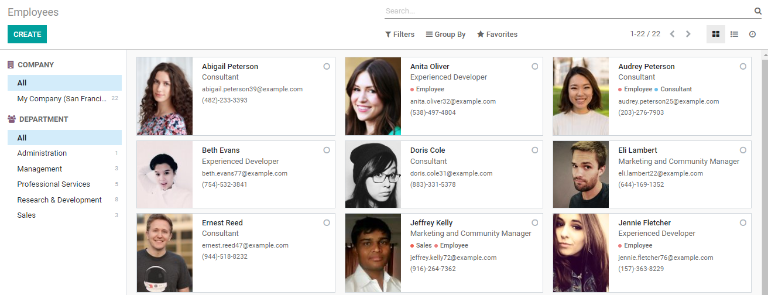 Employees
Search...
CREATE
Filters Group By Favorites 1-22 / 22
COMPANY
All
My Company (San Franci... 22
DEPARTMENT
All
Administration 1
Management 3
Professional Services 5
Research & Development 8
Sales 3
Abigail Peterson
Consultant
abigail.peterson39@example.com
(482)-233-3393
Anita Oliver
Experienced Developer
Employee
anita.oliver32@example.com
(538)-497-4804
Audrey Peterson
Consultant
Employee Consultant
audrey.peterson25@example.com
(203)-276-7903
Beth Evans
Experienced Developer
beth.evans77@example.com
(754)-532-3841
Doris Cole
Consultant
doris.cole31@example.com
(883)-331-5378
Eli Lambert
Marketing and Community Manager
eli.lambert22@example.com
(644)-169-1352
Ernest Reed
Consultant
ernest.reed47@example.com
(944)-518-8232
Jeffrey Kelly
Marketing and Community Manager
Sales Employee
jeffrey.kelly72@example.com
(916)-264-7362
Jennie Fletcher
Experienced Developer
Employee
jennie.fletcher76@example.com
(157)-363-8229